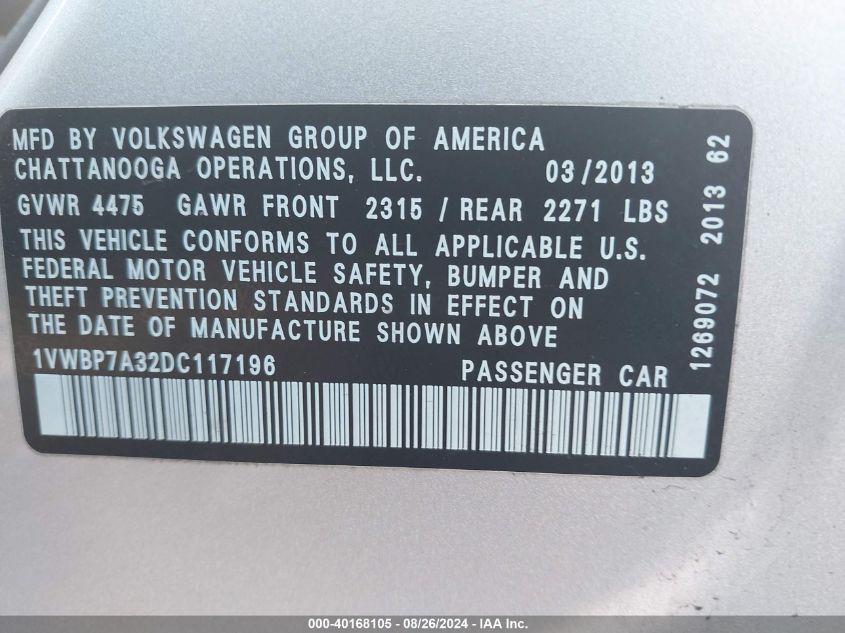 MFD BY VOLKSWAGEN GROUP OF AMERICA
CHATTANOOGA OPERATIONS, LLC. 03/2013
GVWR 4475 GAWR FRONT 2315 / REAR 2271 LBS
THIS VEHICLE CONFORMS TO ALL APPLICABLE U.S.
FEDERAL MOTOR VEHICLE SAFETY, BUMPER AND
THEFT PREVENTION STANDARDS IN EFFECT ON
THE DATE OF MANUFACTURE SHOWN ABOVE
1VWBP7A32DC117196 PASSENGER CAR
1269072 2013 62
000-40168105 / 08/26/2024 - IAA Inc.